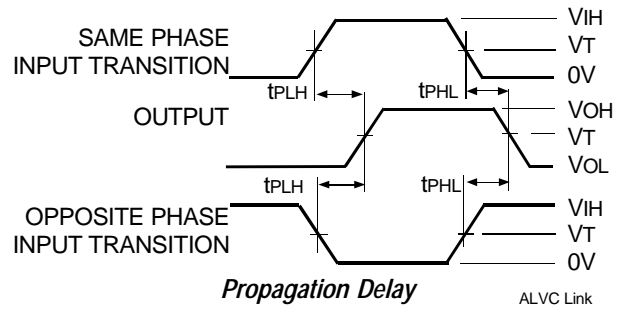 SAME PHASE
INPUT TRANSITION
VIH
VT
0V
tPLH
tPHL
OUTPUT
VOH
VT
VOL
tPLH
tPHL
OPPOSITE PHASE
INPUT TRANSITION
VIH
VT
0V
Propagation Delay
ALVC Link